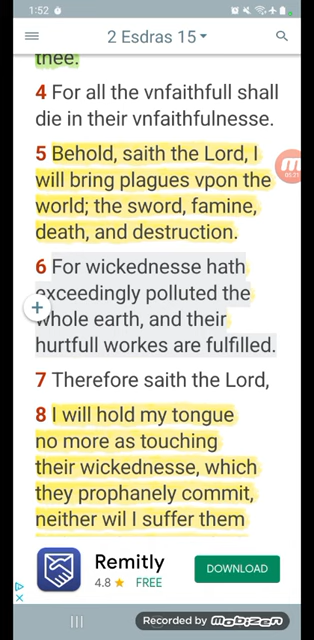 1:52
2 Esdras 15
thee.
4 For all the vnfaithfull shall
die in their vnfaithfulnesse.
5 Behold, saith the Lord, I
will bring plagues vpon the
world; the sword, famine,
death, and destruction.
6 For wickednesse hath
exceedingly polluted the
whole earth, and their
hurtfull workes are fulfilled.
7 Therefore saith the Lord,
8 I will hold my tongue
no more as touching
their wickednesse, which
they prophanely commit,
neither wil I suffer them
Remitly
4.8 ★ FREE
DOWNLOAD
Recorded by Mobizen